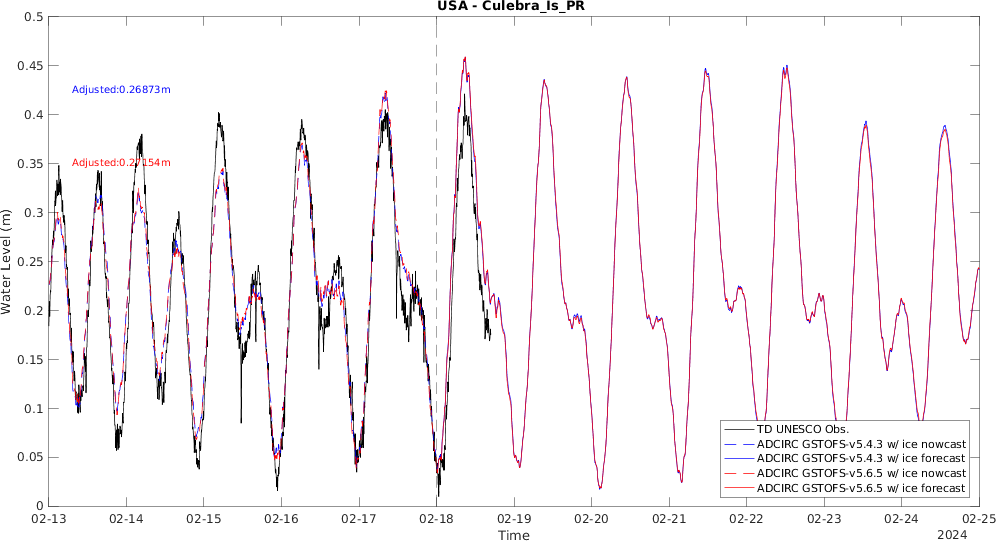 USA - Culebra_Is_PR
Water Level (m)
0.5
0.45
0.4
0.35
0.3
0.25
0.2
0.15
0.1
0.05
0
Adjusted:0.26873m
Adjusted:0.27154m
TD UNESCO Obs.
ADCIRC GSTOFS-v5.4.3 w/ ice nowcast
ADCIRC GSTOFS-v5.4.3 w/ ice forecast
ADCIRC GSTOFS-v5.6.5 w/ ice nowcast
ADCIRC GSTOFS-v5.6.5 w/ ice forecast
02-13 02-14 02-15 02-16 02-17 02-18 02-19 02-20 02-21 02-22 02-23 02-24 02-25
Time
2024